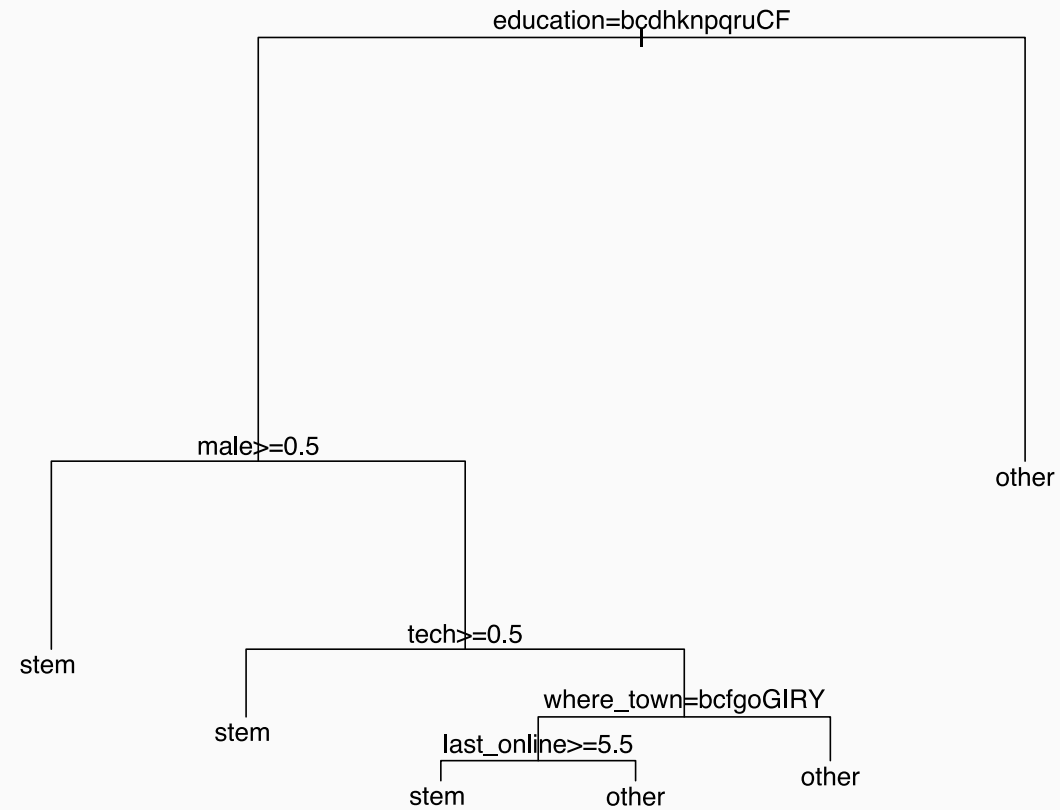 education=bcdhknpqruCF
male>=0.5
other
tech>=0.5
stem
where_town=bcfgoGIRY
stem
last_online>=5.5
other
stem
other